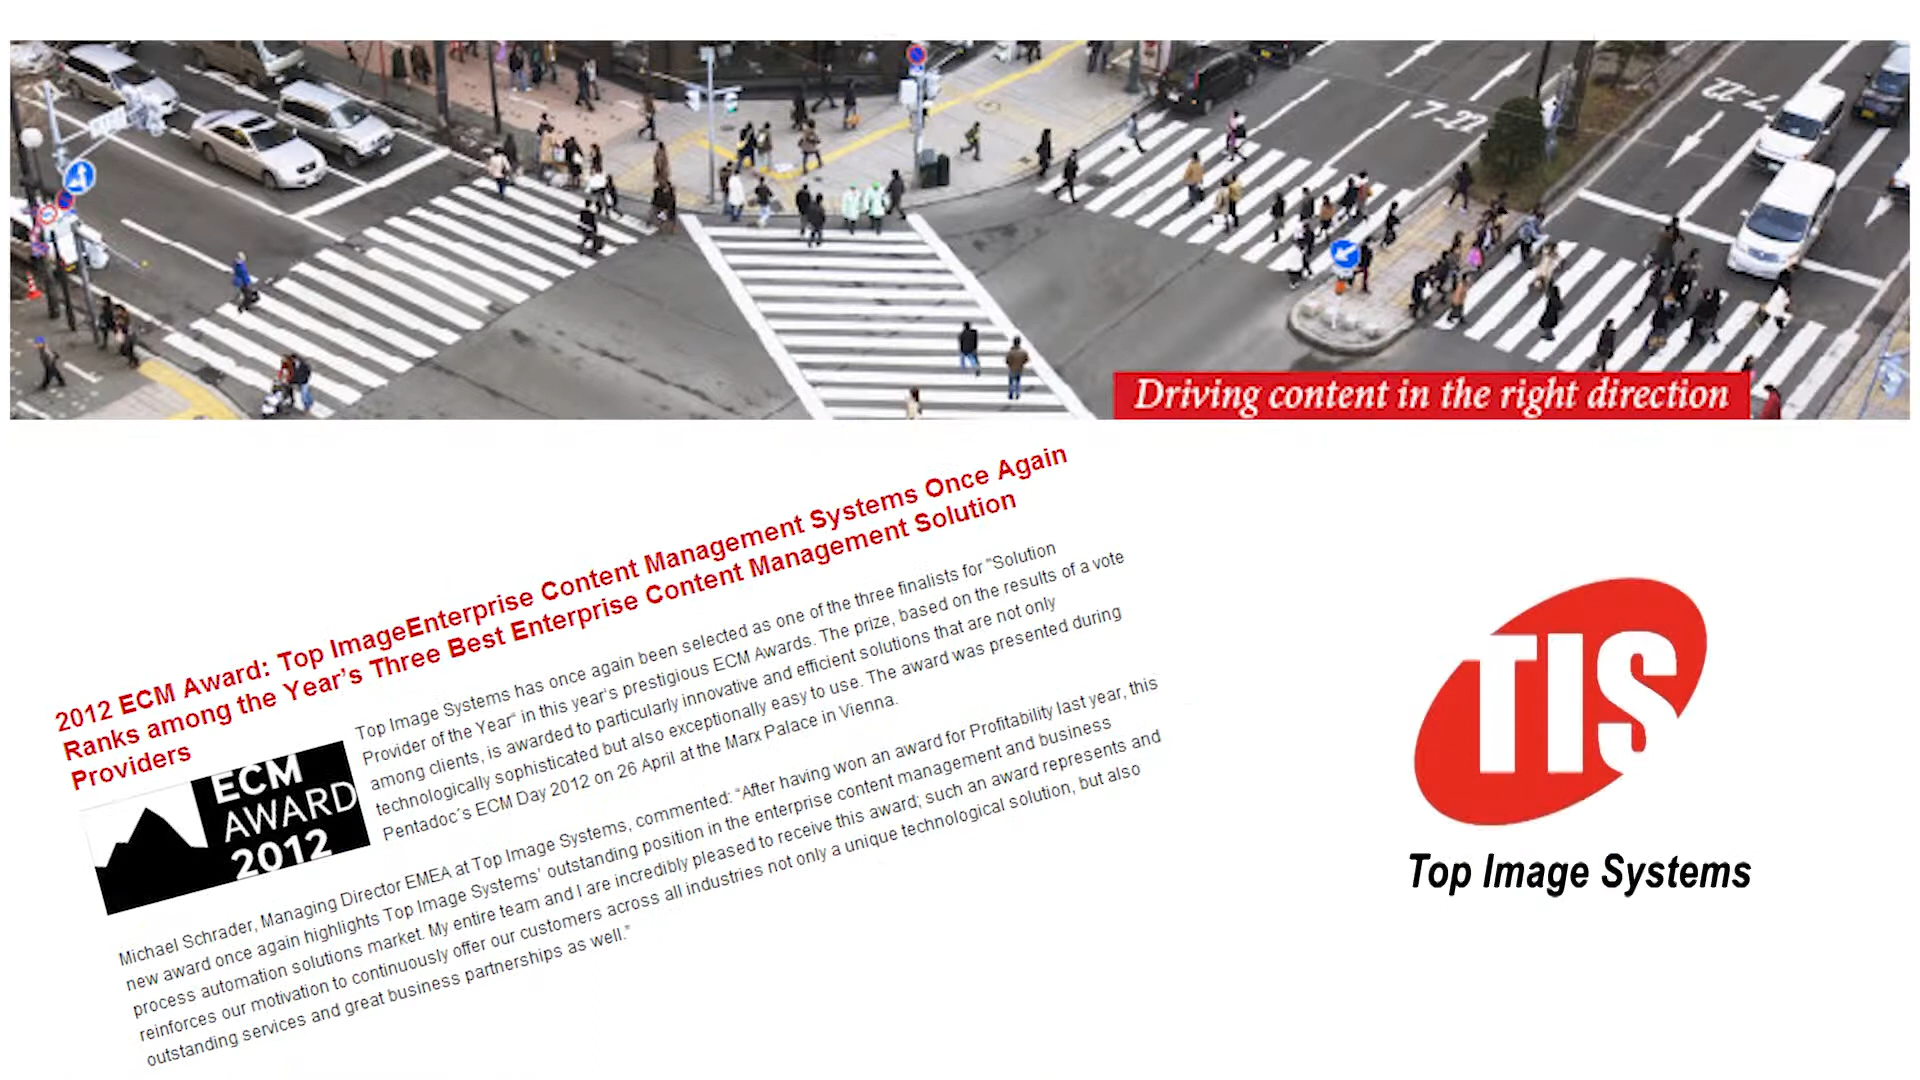 7-22
7-22
Driving content in the right direction
2012 ECM Award: Top ImageEnterprise Content Management Systems Once Again
Ranks among the Year's Three Best Enterprise Content Management Solution
Providers
ECM
AWARD
2012
Top Image Systems has once again been selected as one of the three finalists for "Solution
Provider of the Year" in this year's prestigious ECM Awards. The prize, based on the results of a vote
among clients, is awarded to particularly innovative and efficient solutions that are not only
technologically sophisticated but also exceptionally easy to use. The award was presented during
Pentadoc´s ECM Day 2012 on 26 April at the Marx Palace in Vienna.
Michael Schrader, Managing Director EMEA at Top Image Systems, commented: "After having won an award for Profitability last year, this
new award once again highlights Top Image Systems' outstanding position in the enterprise content management and business
process automation solutions market. My entire team and I are incredibly pleased to receive this award; such an award represents and
reinforces our motivation to continuously offer our customers across all industries not only a unique technological solution, but also
outstanding services and great business partnerships as well."
TIS
Top Image Systems